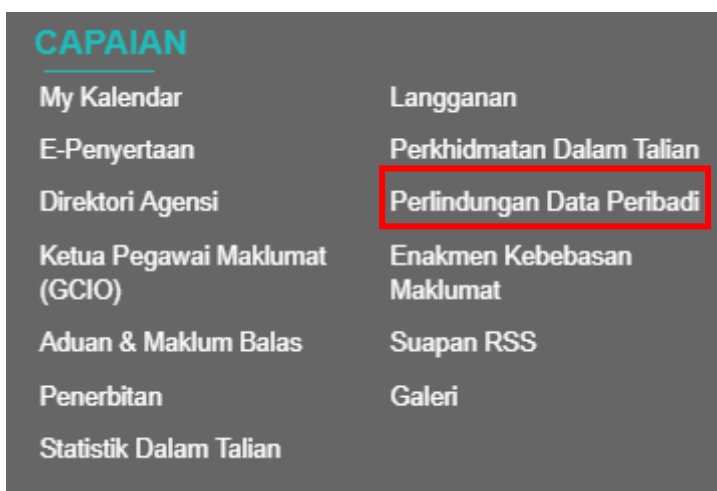 CAPAIAN
My Kalendar
E-Penyertaan
Direktori Agensi
Ketua Pegawai Maklumat
(GCIO)
Aduan & Maklum Balas
Penerbitan
Statistik Dalam Talian
Langganan
Perkhidmatan Dalam Talian
Perlindungan Data Peribadi
Enakmen Kebebasan
Maklumat
Suapan RSS
Galeri